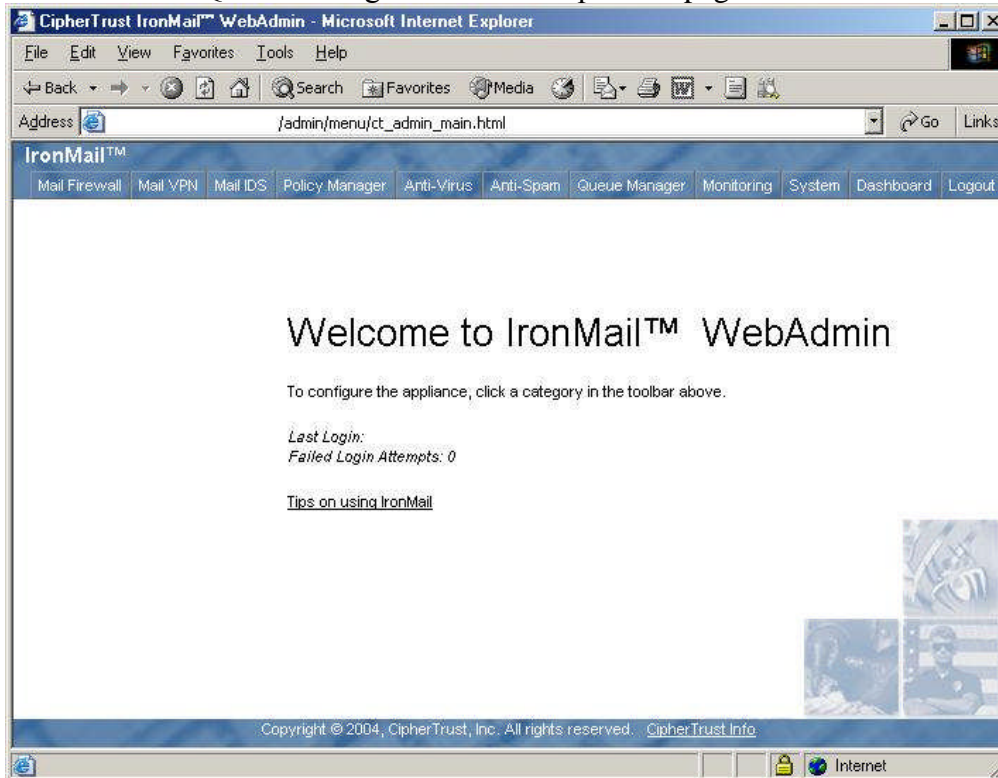 CipherTrust IronMail™ WebAdmin - Microsoft Internet Explorer
File Edit View Favorites Tools Help
Back Search Favorites Media
Address /admin/menu/ct_admin_main.html Go Links
IronMail™
Mail Firewall Mail VPN Mail IDS Policy Manager Anti-Virus Anti-Spam Queue Manager Monitoring System Dashboard Logout
Welcome to IronMail™ WebAdmin
To configure the appliance, click a category in the toolbar above.
Last Login:
Failed Login Attempts: 0
Tips on using IronMail
Copyright © 2004, CipherTrust, Inc. All rights reserved. CipherTrust Info
Internet